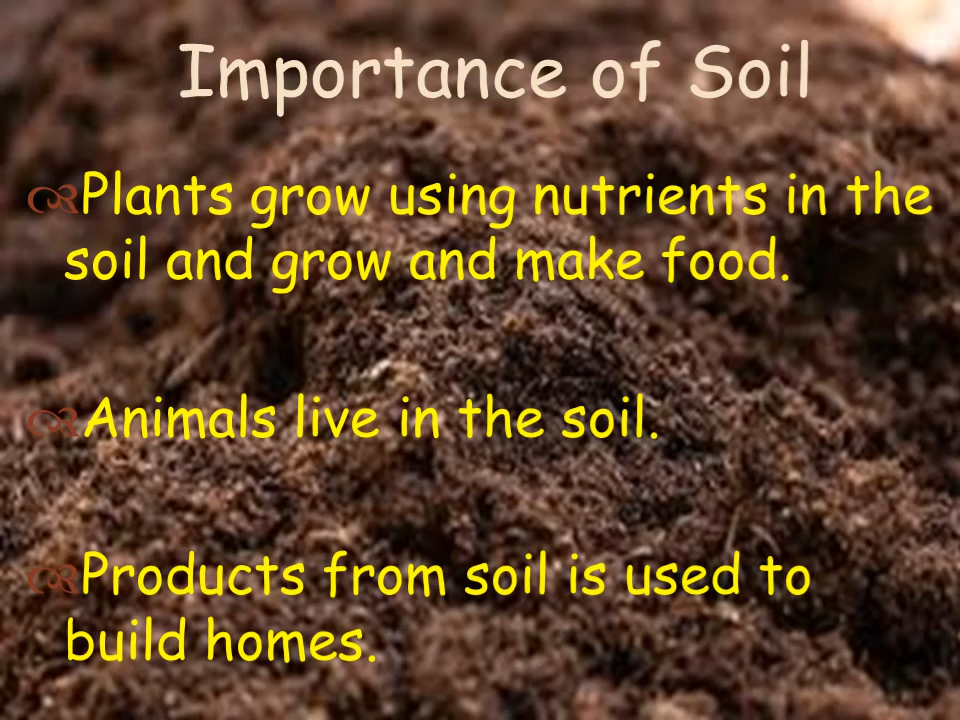 Importance of Soil
Plants grow using nutrients in the
soil and grow and make food.
Animals live in the soil.
Products from soil is used to
build homes.